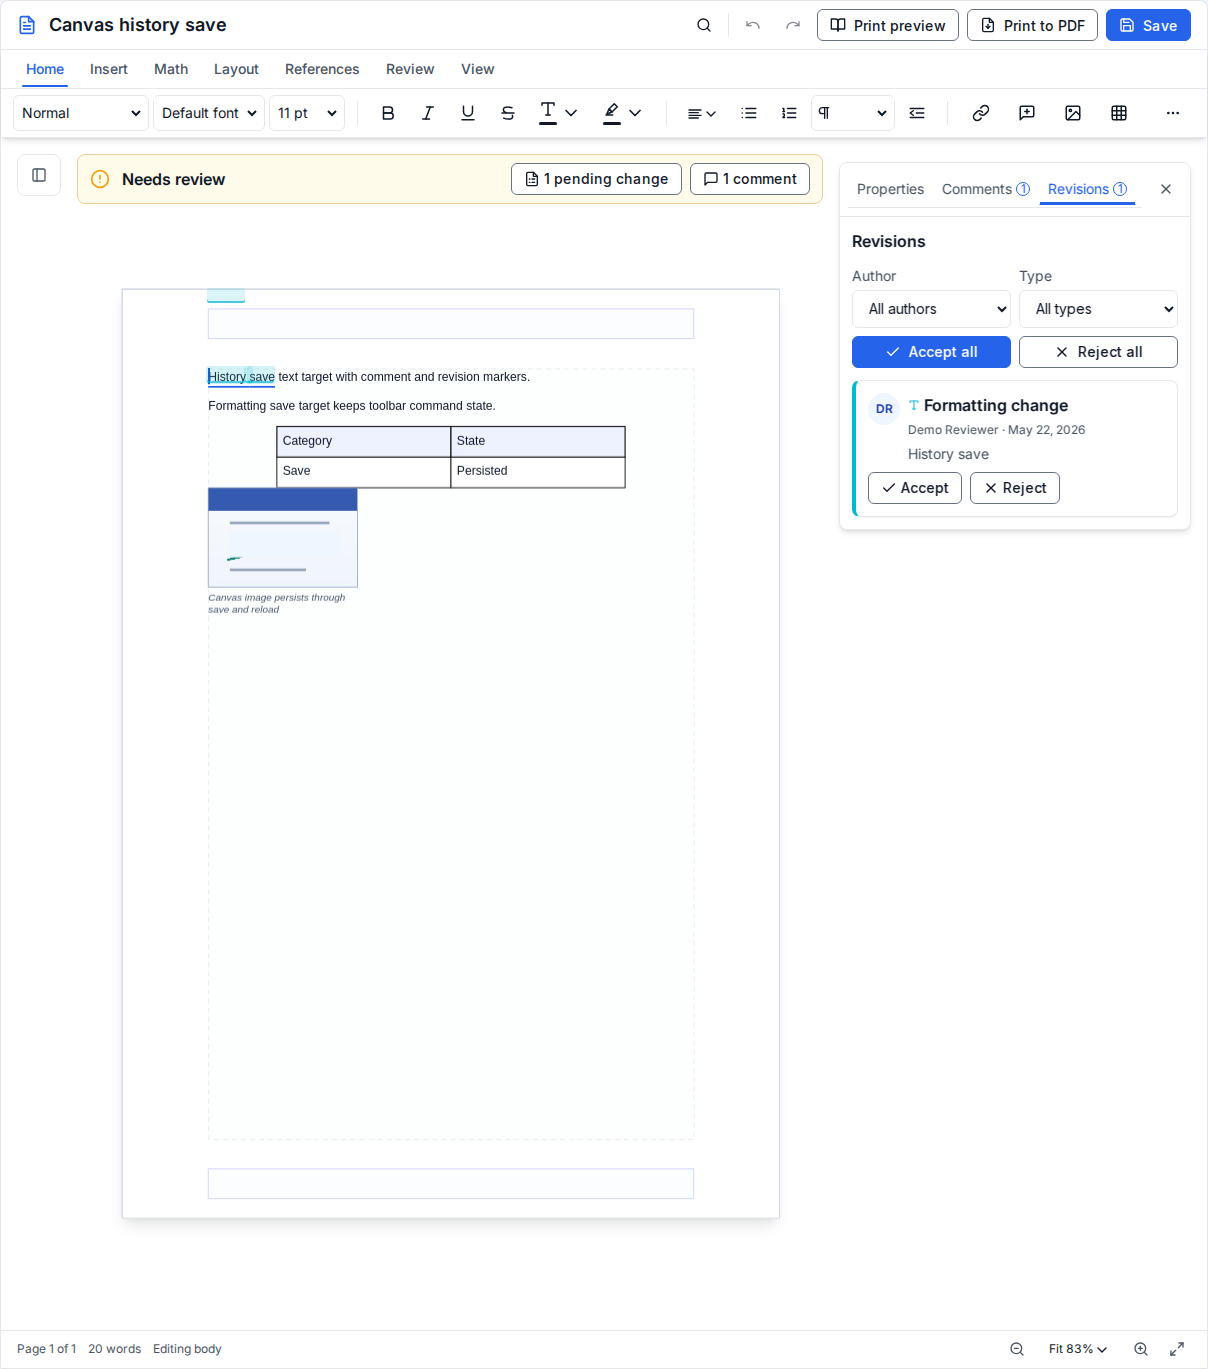 Canvas history save
Print preview
Print to PDF
Save
Home Insert Math Layout References Review View
Normal Default font 11 pt
Needs review
1 pending change
1 comment
Properties Comments 1 Revisions 1
Revisions
Author Type
All authors All types
Accept all Reject all
DR Formatting change
Demo Reviewer · May 22, 2026
History save
Accept Reject
History save text target with comment and revision markers.
Formatting save target keeps toolbar command state.
Category State
Save Persisted
Canvas image persists through
save and reload
Page 1 of 1 20 words Editing body
Fit 83%